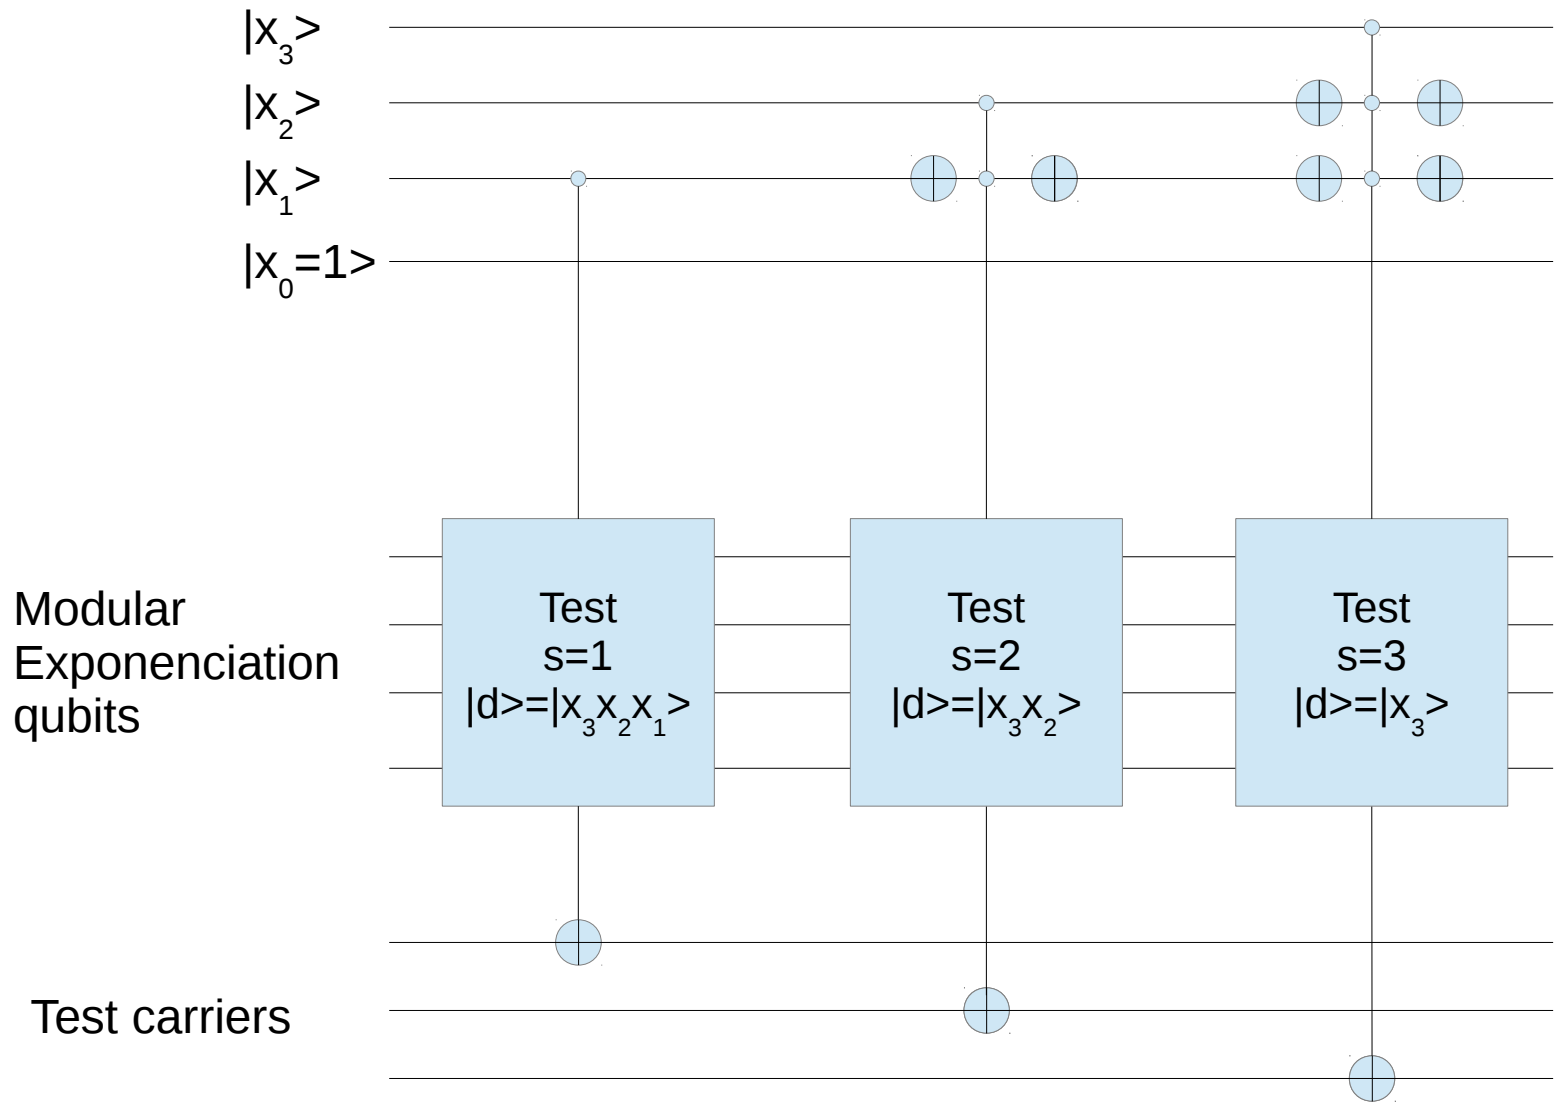 |x3>
|x2>
|x1>
|x0=1>
Modular
Exponenciation
qubits
Test
s=1
|d>=|x3x2x1>
Test
s=2
|d>=|x3x2>
Test
s=3
|d>=|x3>
Test carriers